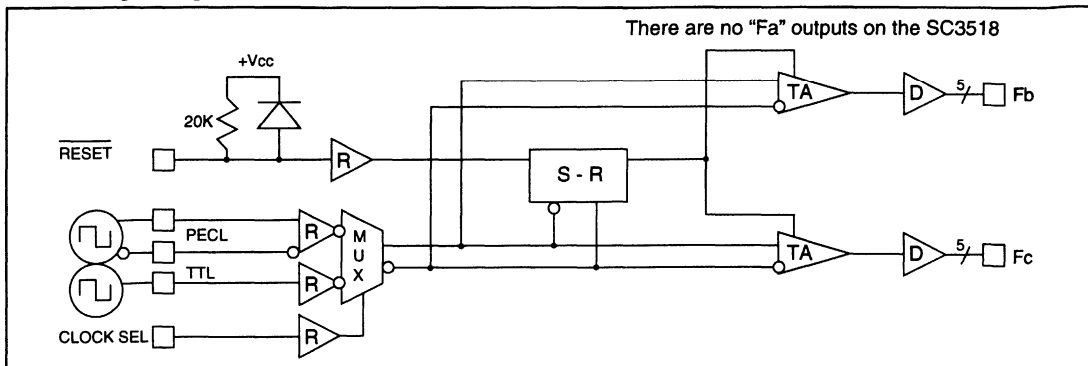 There are no "Fa" outputs on the SC3518
+Vcc
20K
RESET
R
S - R
TA
D
5
Fb
PECL
R
MUX
TTL
R
CLOCK SEL
R
TA
D
5
Fc